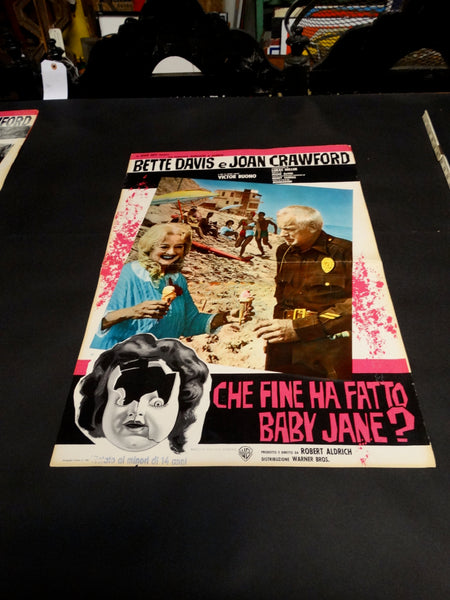 BETTE DAVIS e JOAN CRAWFORD
VICTOR BUONO
CHE FINE HA FATTO
BABY JANE?
WB
PRODOTTO E DIRETTO DA ROBERT ALDRICH
DISTRIBUZIONE WARNER BROS.
Vietato ai minori di 14 anni